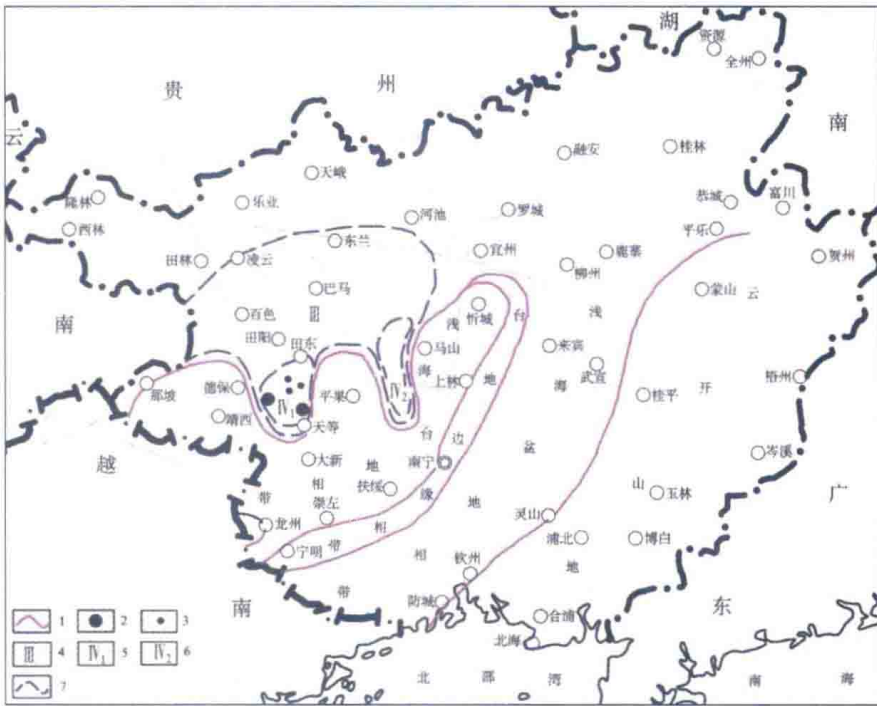 湖
资源
全州
贵 州
南
云
融安
桂林
天峨
隆林
乐业
恭城
富川
罗城
河池
西林
平乐
东兰
宜州
鹿寨
田林
凌云
柳州
贺州
巴马
蒙山
云
百色
Ⅲ
忻城
浅
台
浅
南
田阳
田东
马山
来宾
海
武宣
那坡
德保
平果
上林
地
海
桂平
开
梧州
Ⅳ₁
Ⅳ₂
靖西
天等
台
边
盆
岑溪
越
大新
地
南宁
相
扶绥
缘
地
山
玉林
广
带
崇左
龙州
相
灵山
宁明
带
相
浦北
博白
钦州
地
南
带
防城
合浦
东
北海
北 部 湾
南 海
1 2 3
Ⅲ 4 Ⅳ₁ 5 Ⅳ₂ 6
7